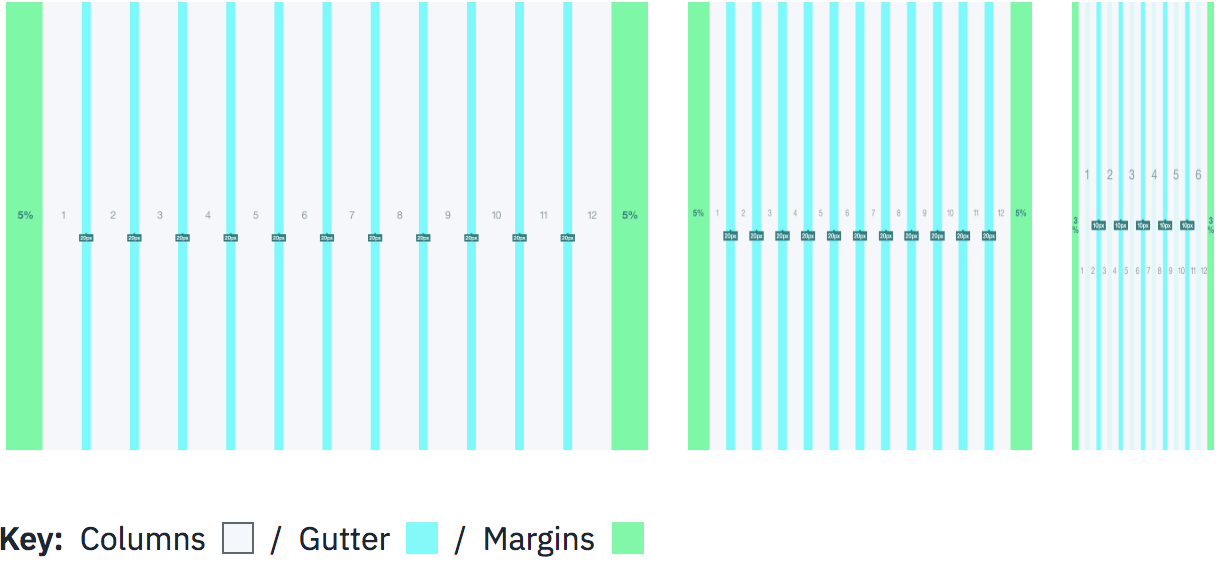 5% 1 2 3 4 5 6 7 8 9 10 11 12 5%
20px 20px 20px 20px 20px 20px 20px 20px 20px 20px 20px
5% 1 2 3 4 5 6 7 8 9 10 11 12 5%
20px 20px 20px 20px 20px 20px 20px 20px 20px 20px 20px
1 2 3 4 5 6
3 % 10px 10px 10px 10px 10px 3 %
1 2 3 4 5 6 7 8 9 10 11 12
Key: Columns / Gutter / Margins